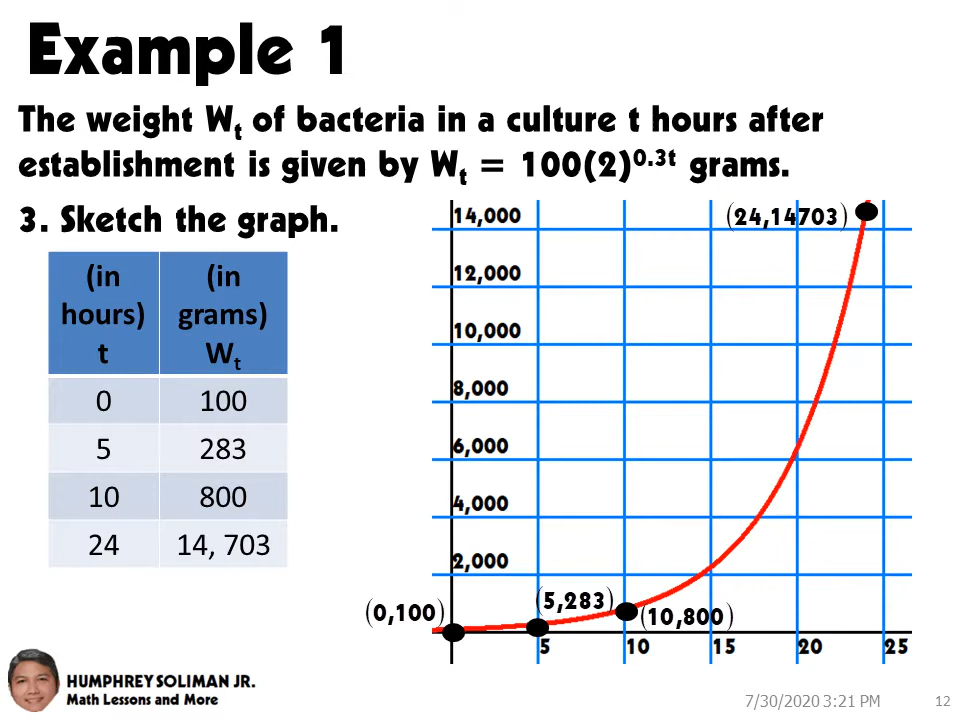 Example 1
The weight Wt of bacteria in a culture t hours after
establishment is given by Wt = 100(2)^0.3t grams.
3. Sketch the graph.
(in hours) t | (in grams) Wt
0 | 100
5 | 283
10 | 800
24 | 14, 703
14,000
(24,14703)
12,000
10,000
8,000
6,000
4,000
2,000
(0,100)
(5,283)
(10,800)
5 10 15 20 25
HUMPHREY SOLIMAN JR.
Math Lessons and More
7/30/2020 3:21 PM
12